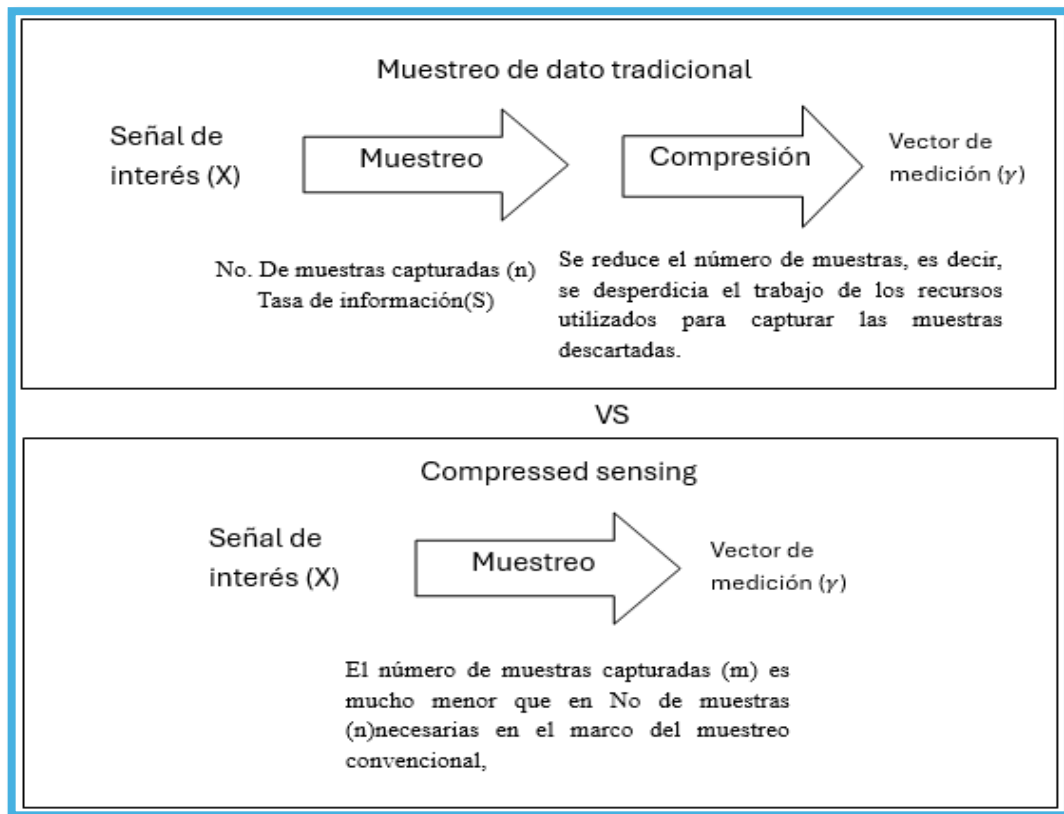 Muestreo de dato tradicional
Señal de
interés (X)
Muestreo
Compresión
Vector de
medición (γ)
No. De muestras capturadas (n)
Tasa de información(S)
Se reduce el número de muestras, es decir,
se desperdicia el trabajo de los recursos
utilizados para capturar las muestras
descartadas.
VS
Compressed sensing
Señal de
interés (X)
Muestreo
Vector de
medición (γ)
El número de muestras capturadas (m) es
mucho menor que en No de muestras
(n)necesarias en el marco del muestreo
convencional,